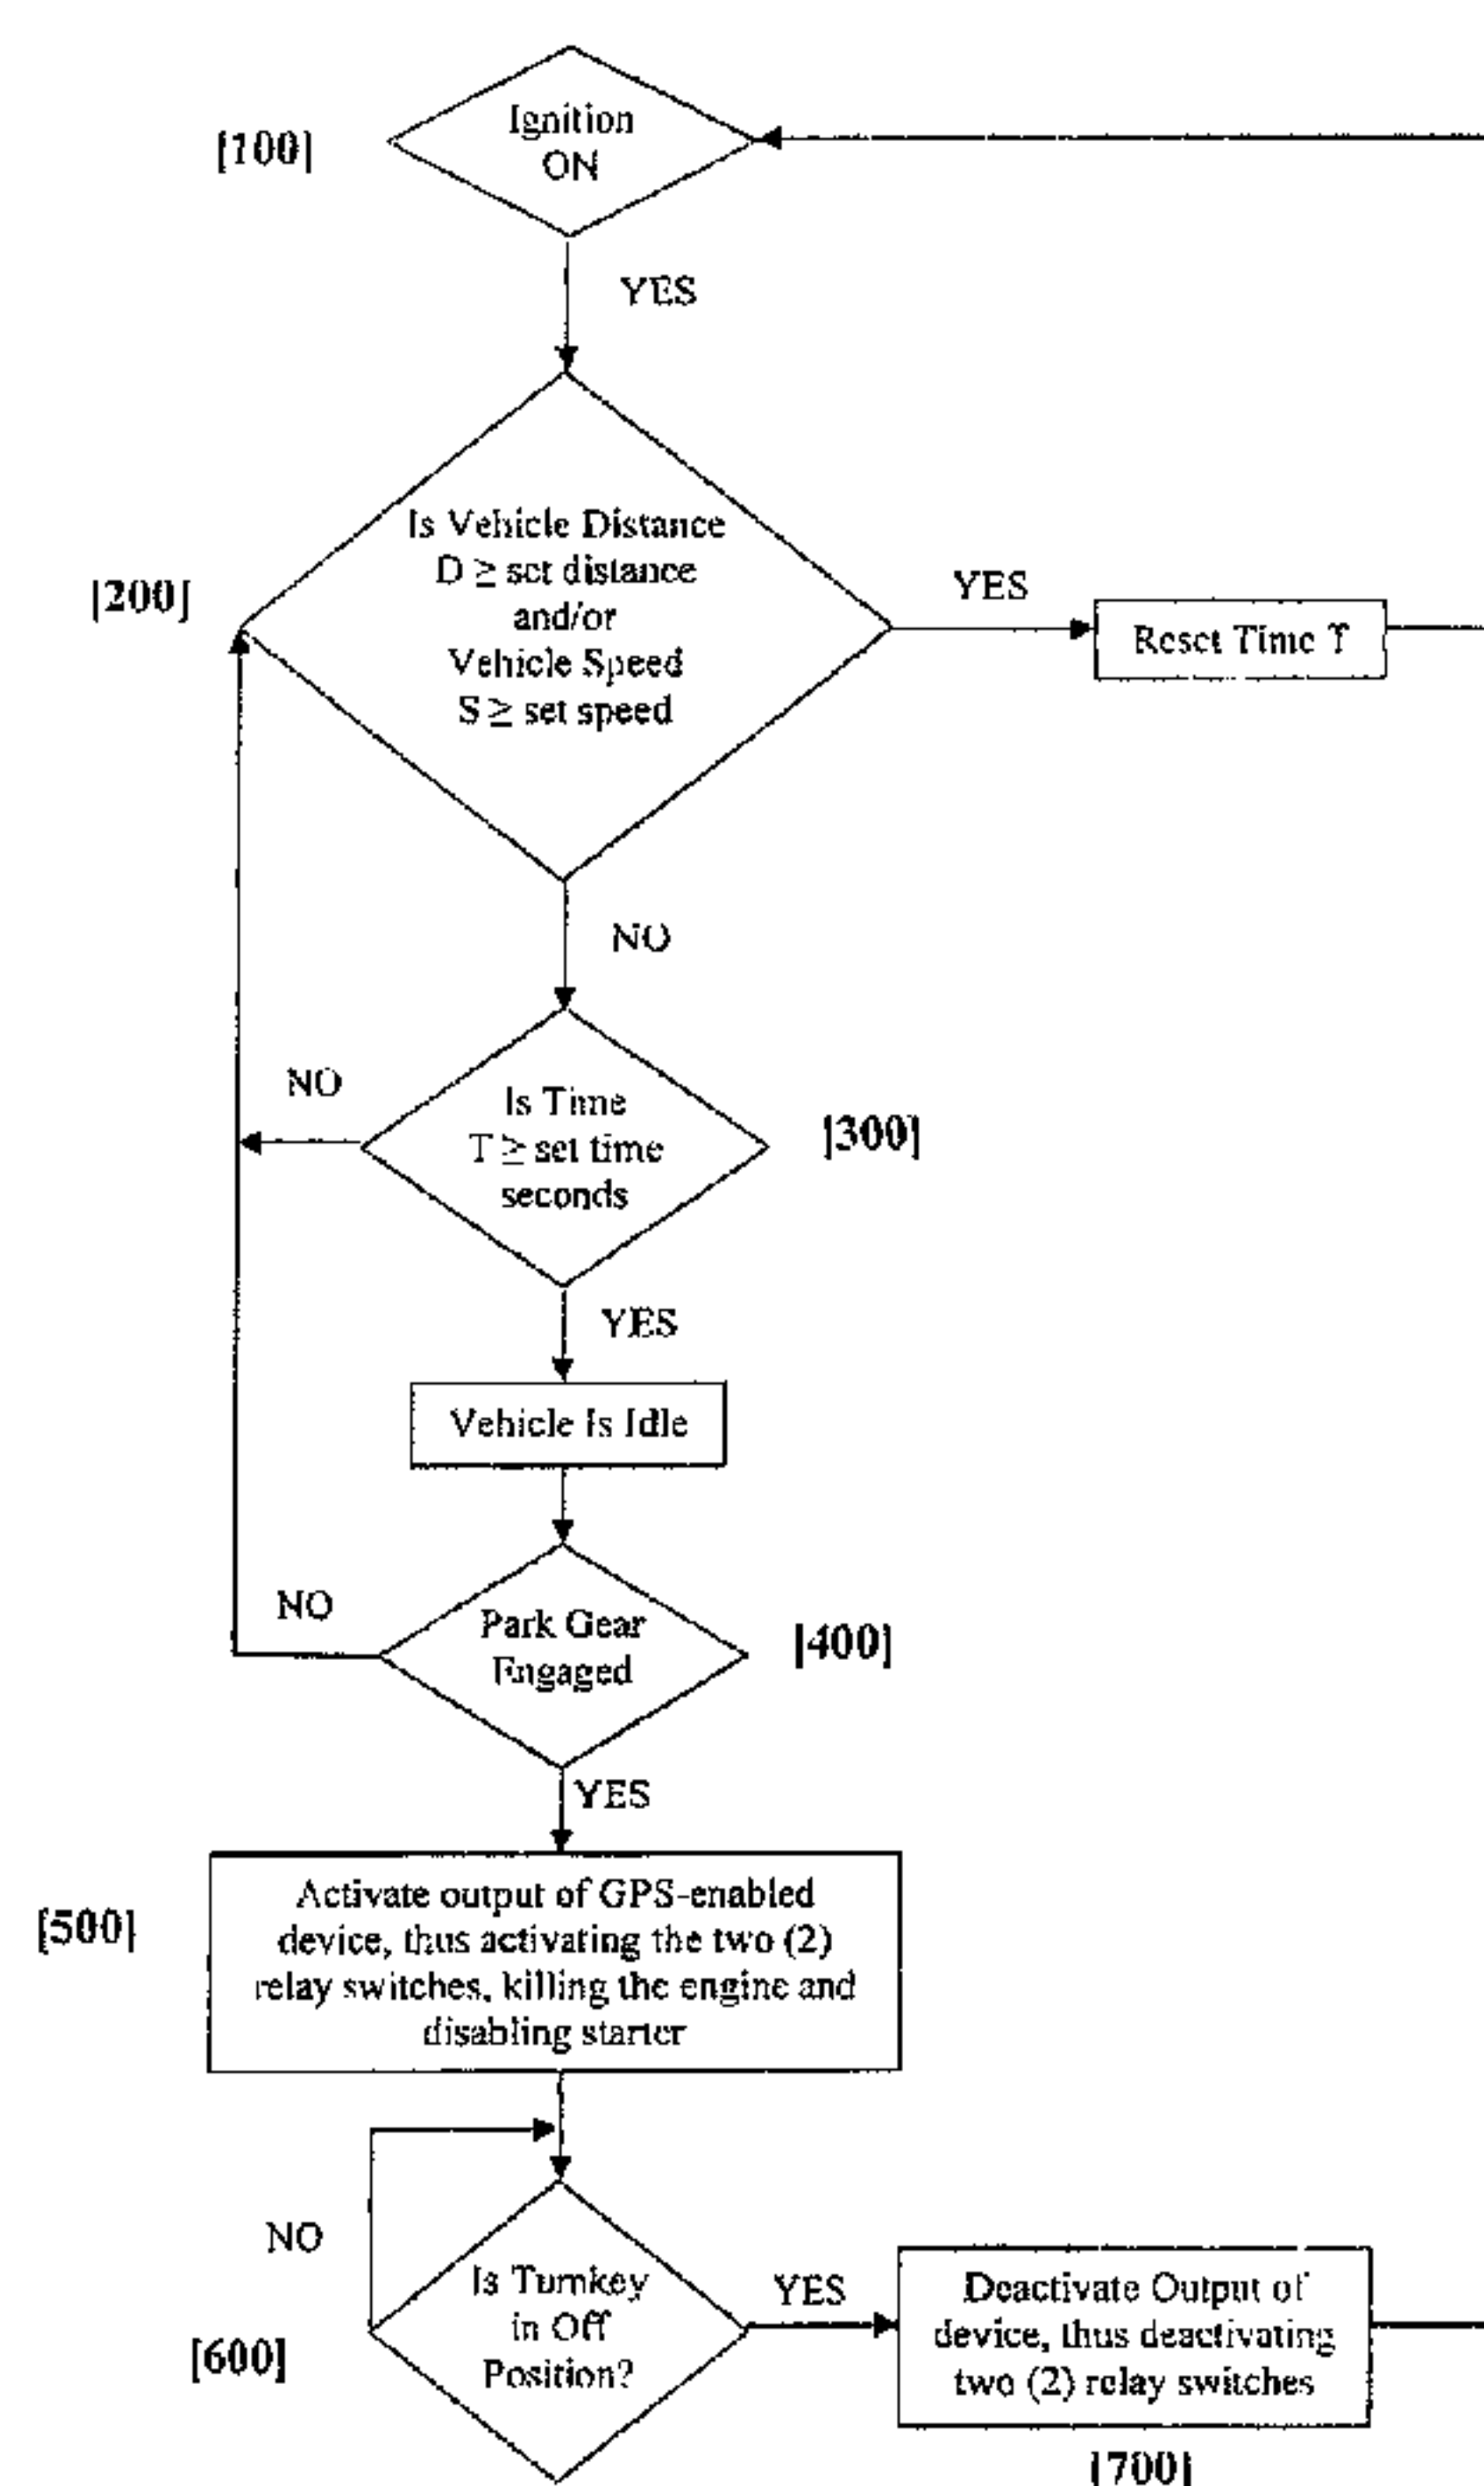 Ignition
ON
[100]
YES
Is Vehicle Distance
D ≥ set distance
and/or
Vehicle Speed
S ≥ set speed
[200]
YES
Reset Time T
NO
Is Time
T ≥ set time
seconds
[300]
NO
YES
Vehicle Is Idle
Park Gear
Engaged
[400]
NO
YES
Activate output of GPS-enabled
device, thus activating the two (2)
relay switches, killing the engine and
disabling starter
[500]
Is Turnkey
in Off
Position?
[600]
NO
YES
Deactivate Output of
device, thus deactivating
two (2) relay switches
[700]